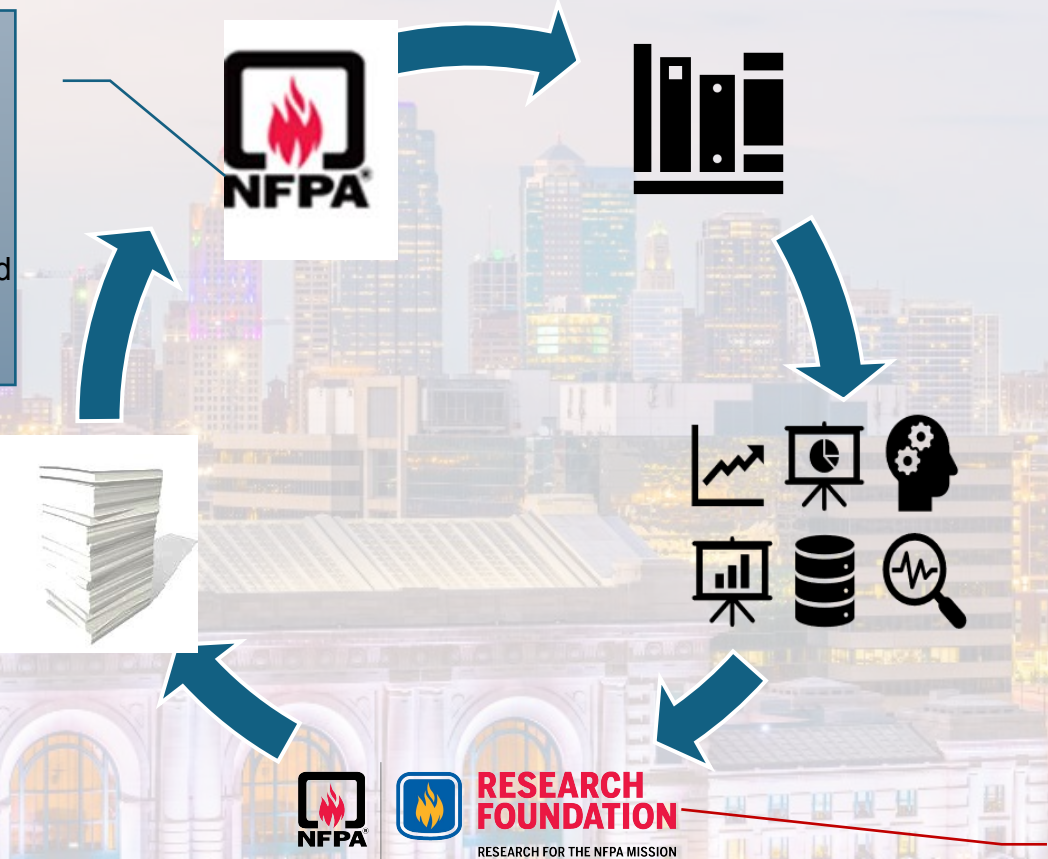 NFPA®
d
NFPA®
RESEARCH
FOUNDATION
RESEARCH FOR THE NFPA MISSION